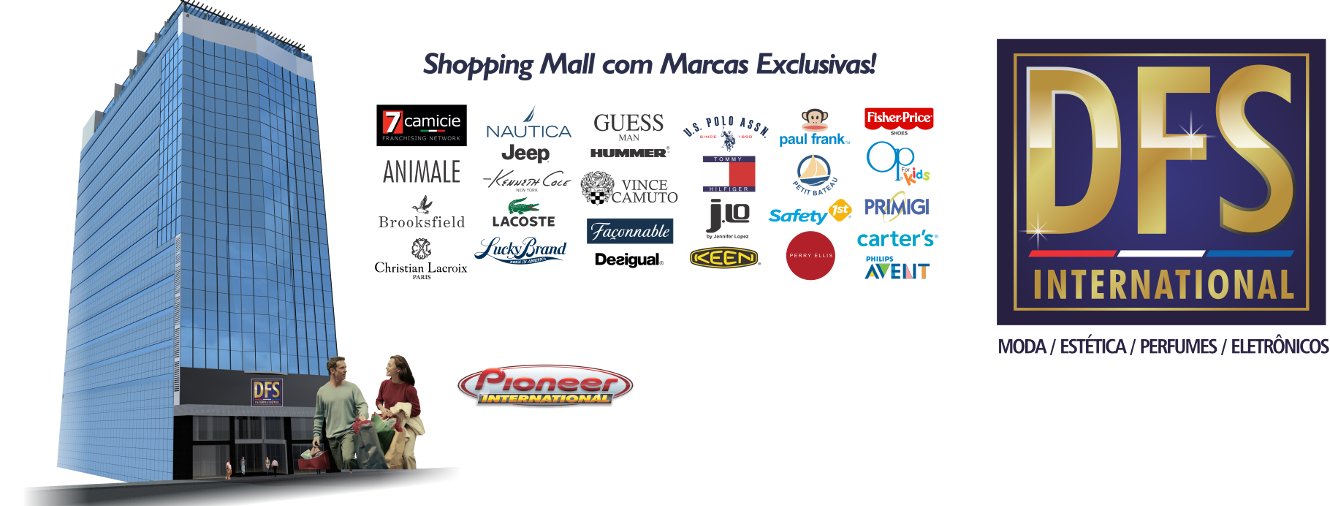 Shopping Mall com Marcas Exclusivas!
7 camicie
FRANCHISING NETWORK
ANIMALE
Brooksfield
Christian Lacroix
PARIS
NAUTICA
Jeep
KENNETH COLE
NEW YORK
LACOSTE
Lucky Brand
GUESS
MAN
HUMMER
VINCE
CAMUTO
Façonnable
Desigual
U.S. POLO ASSN.
SINCE 1890
TOMMY
HILFIGER
j.lo
by Jennifer Lopez
KEEN
paul frank
PETIT BATEAU
Safety 1st
PERRY ELLIS
Fisher-Price
SHOES
Op
For
kids
PRIMIGI
carter's
PHILIPS
AVENT
DFS
INTERNATIONAL
MODA / ESTÉTICA / PERFUMES / ELETRÔNICOS
DFS
Pioneer
INTERNATIONAL